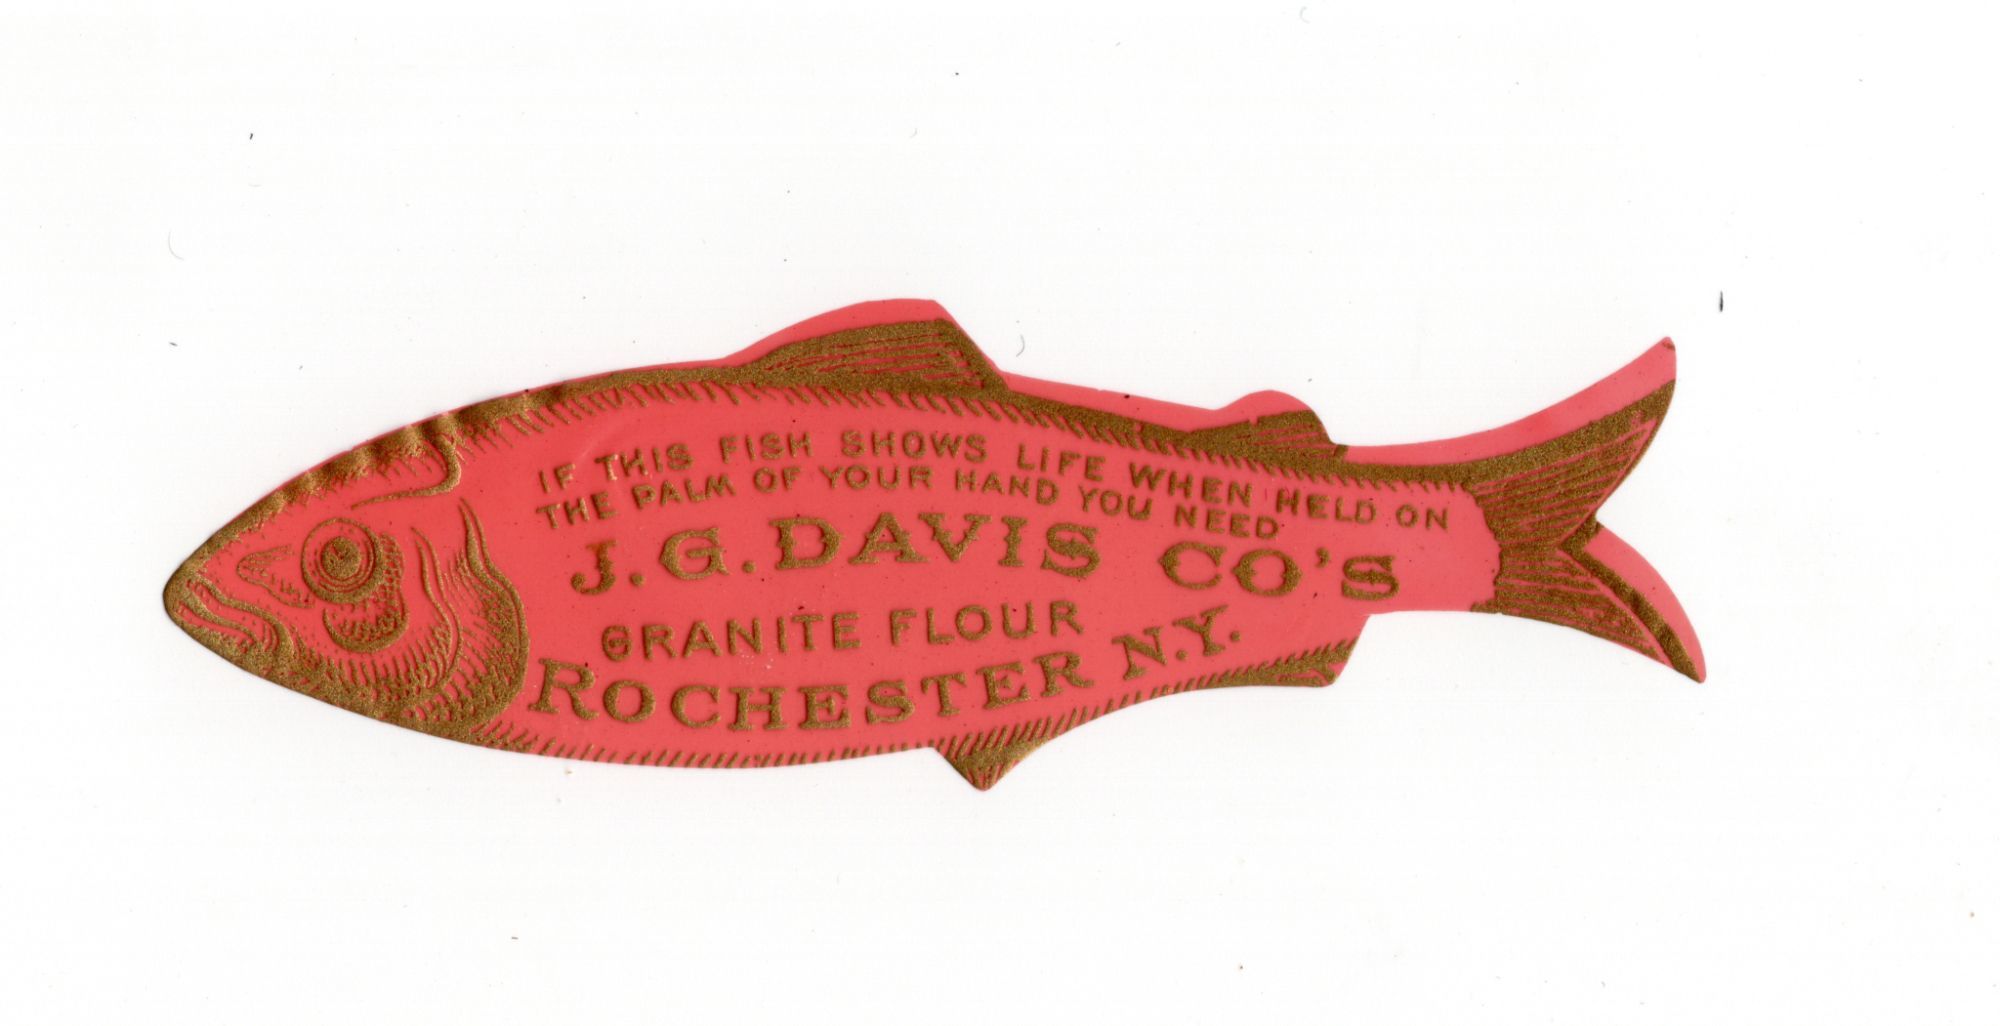 IF THIS FISH SHOWS LIFE WHEN HELD ON
THE PALM OF YOUR HAND YOU NEED
J. G. DAVIS CO'S
GRANITE FLOUR
ROCHESTER N.Y.